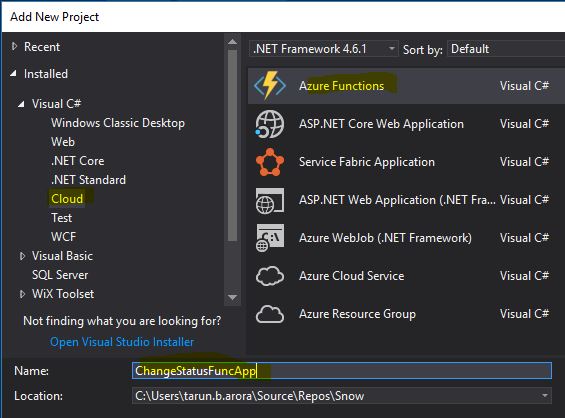 Add New Project
Recent
.NET Framework 4.6.1 Sort by: Default
Installed
Visual C#
Windows Classic Desktop
Web
.NET Core
.NET Standard
Cloud
Test
WCF
Visual Basic
SQL Server
WiX Toolset
Azure Functions Visual C#
ASP.NET Core Web Application Visual C#
Service Fabric Application Visual C#
ASP.NET Web Application (.NET Fra... Visual C#
Azure WebJob (.NET Framework) Visual C#
Azure Cloud Service Visual C#
Azure Resource Group Visual C#
Not finding what you are looking for?
Open Visual Studio Installer
Name: ChangeStatusFuncApp
Location: C:\Users\tarun.b.arora\Source\Repos\Snow